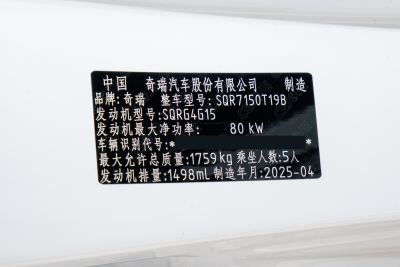 中国 奇瑞汽车股份有限公司 制造
品牌:奇瑞 整车型号:SQR7150T19B
发动机型号:SQRG4G15
发动机最大净功率: 80 kW
车辆识别代号:* *
最大允许总质量:1759kg 乘坐人数:5人
发动机排量:1498mL 制造年月:2025-04